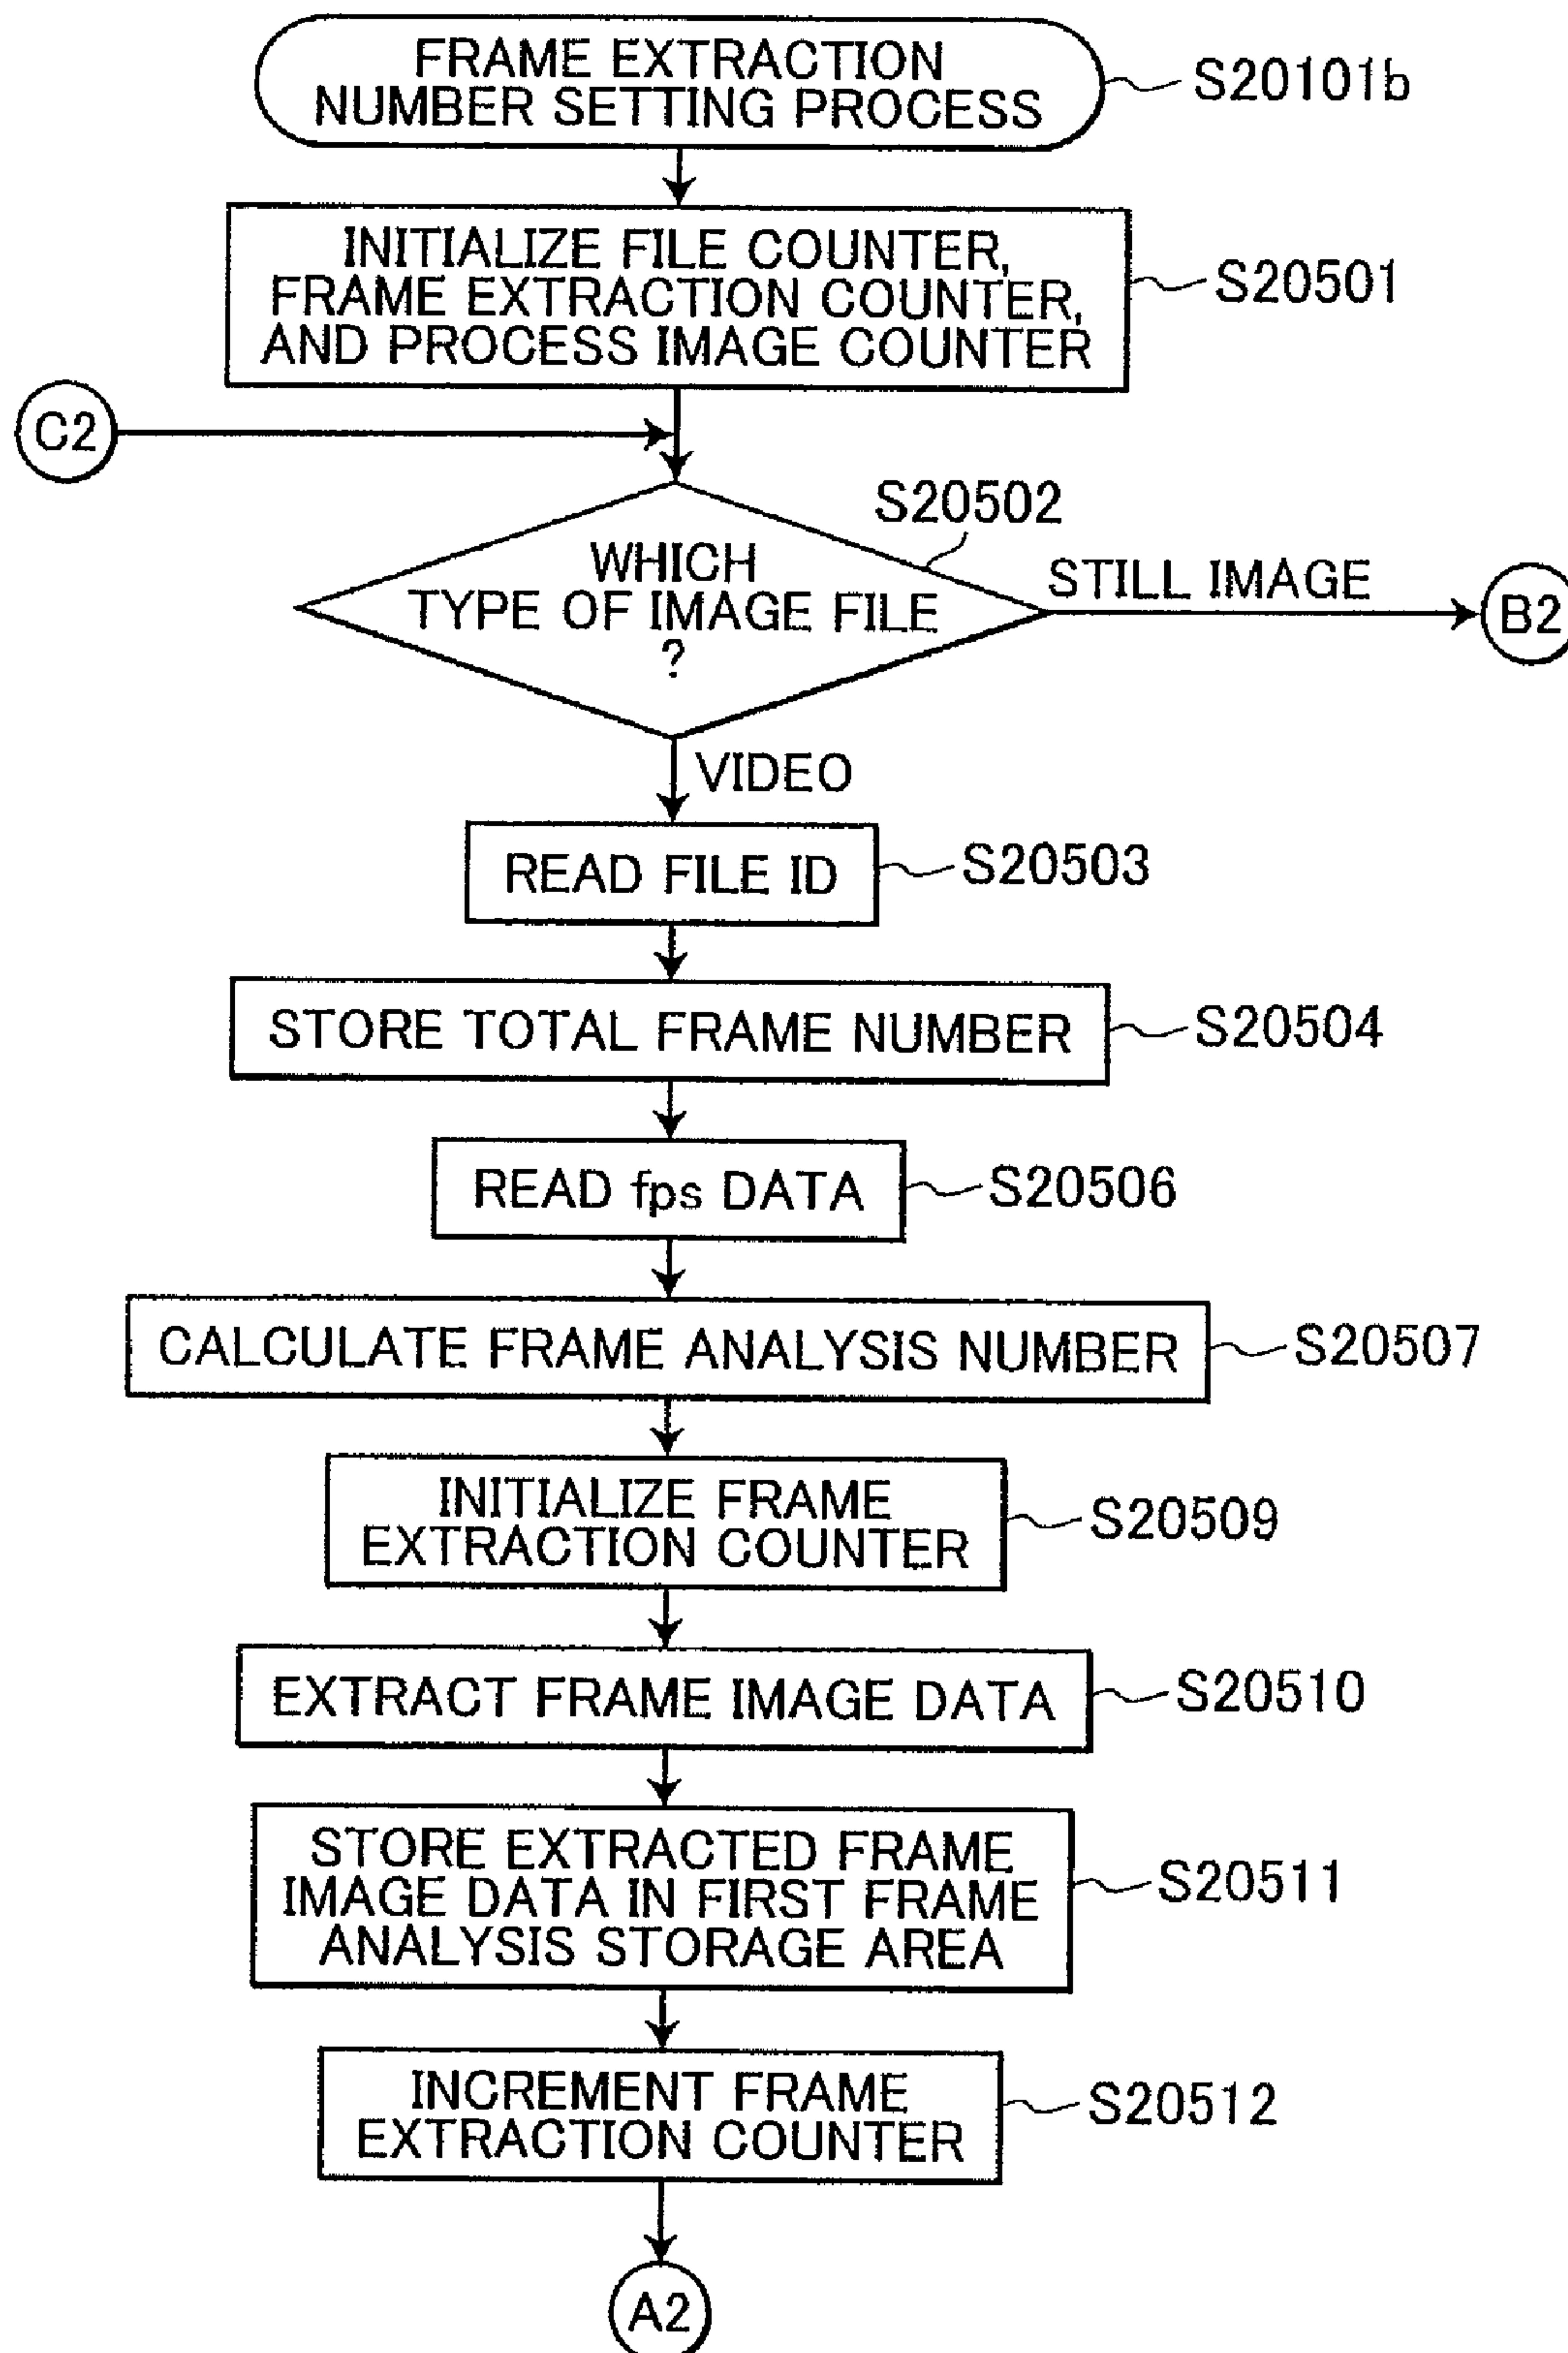 FRAME EXTRACTION
NUMBER SETTING PROCESS
S20101b
INITIALIZE FILE COUNTER,
FRAME EXTRACTION COUNTER,
AND PROCESS IMAGE COUNTER
S20501
C2
S20502
WHICH
TYPE OF IMAGE FILE
?
STILL IMAGE
B2
VIDEO
READ FILE ID
S20503
STORE TOTAL FRAME NUMBER
S20504
READ fps DATA
S20506
CALCULATE FRAME ANALYSIS NUMBER
S20507
INITIALIZE FRAME
EXTRACTION COUNTER
S20509
EXTRACT FRAME IMAGE DATA
S20510
STORE EXTRACTED FRAME
IMAGE DATA IN FIRST FRAME
ANALYSIS STORAGE AREA
S20511
INCREMENT FRAME
EXTRACTION COUNTER
S20512
A2